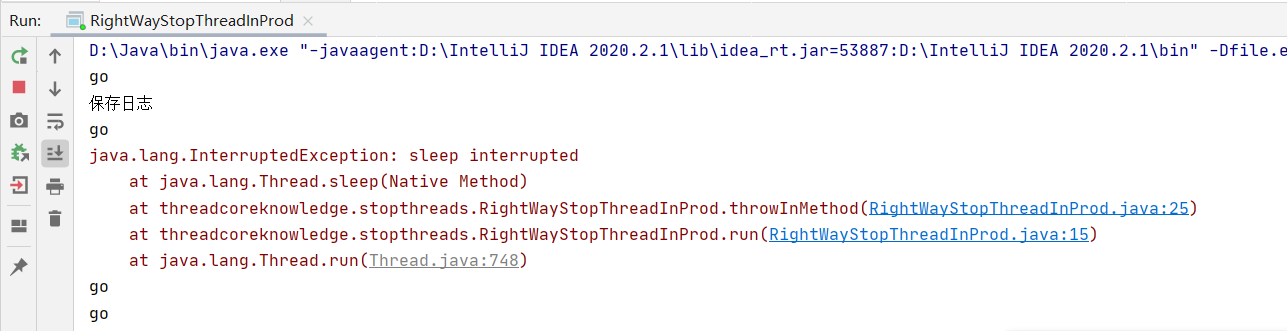 Run: RightWayStopThreadInProd
D:\Java\bin\java.exe "-javaagent:D:\IntelliJ IDEA 2020.2.1\lib\idea_rt.jar=53887:D:\IntelliJ IDEA 2020.2.1\bin" -Dfile.e
go
保存日志
go
java.lang.InterruptedException: sleep interrupted
    at java.lang.Thread.sleep(Native Method)
    at threadcoreknowledge.stopthreads.RightWayStopThreadInProd.throwInMethod(RightWayStopThreadInProd.java:25)
    at threadcoreknowledge.stopthreads.RightWayStopThreadInProd.run(RightWayStopThreadInProd.java:15)
    at java.lang.Thread.run(Thread.java:748)
go
go